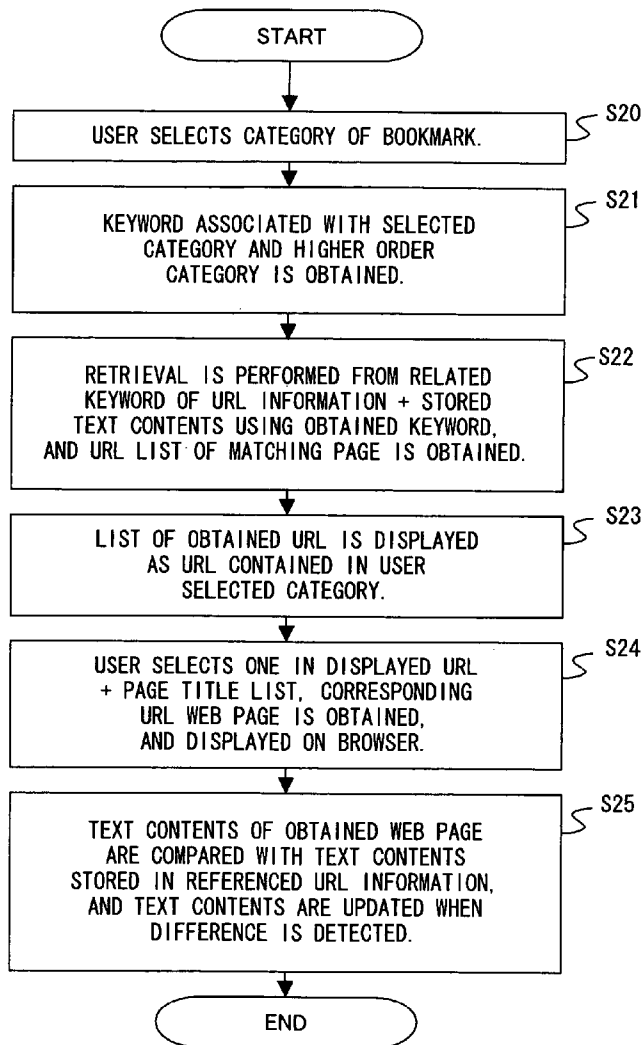 START
S20
USER SELECTS CATEGORY OF BOOKMARK.
S21
KEYWORD ASSOCIATED WITH SELECTED
CATEGORY AND HIGHER ORDER
CATEGORY IS OBTAINED.
S22
RETRIEVAL IS PERFORMED FROM RELATED
KEYWORD OF URL INFORMATION + STORED
TEXT CONTENTS USING OBTAINED KEYWORD,
AND URL LIST OF MATCHING PAGE IS OBTAINED.
S23
LIST OF OBTAINED URL IS DISPLAYED
AS URL CONTAINED IN USER
SELECTED CATEGORY.
S24
USER SELECTS ONE IN DISPLAYED URL
+ PAGE TITLE LIST, CORRESPONDING
URL WEB PAGE IS OBTAINED,
AND DISPLAYED ON BROWSER.
S25
TEXT CONTENTS OF OBTAINED WEB PAGE
ARE COMPARED WITH TEXT CONTENTS
STORED IN REFERENCED URL INFORMATION,
AND TEXT CONTENTS ARE UPDATED WHEN
DIFFERENCE IS DETECTED.
END